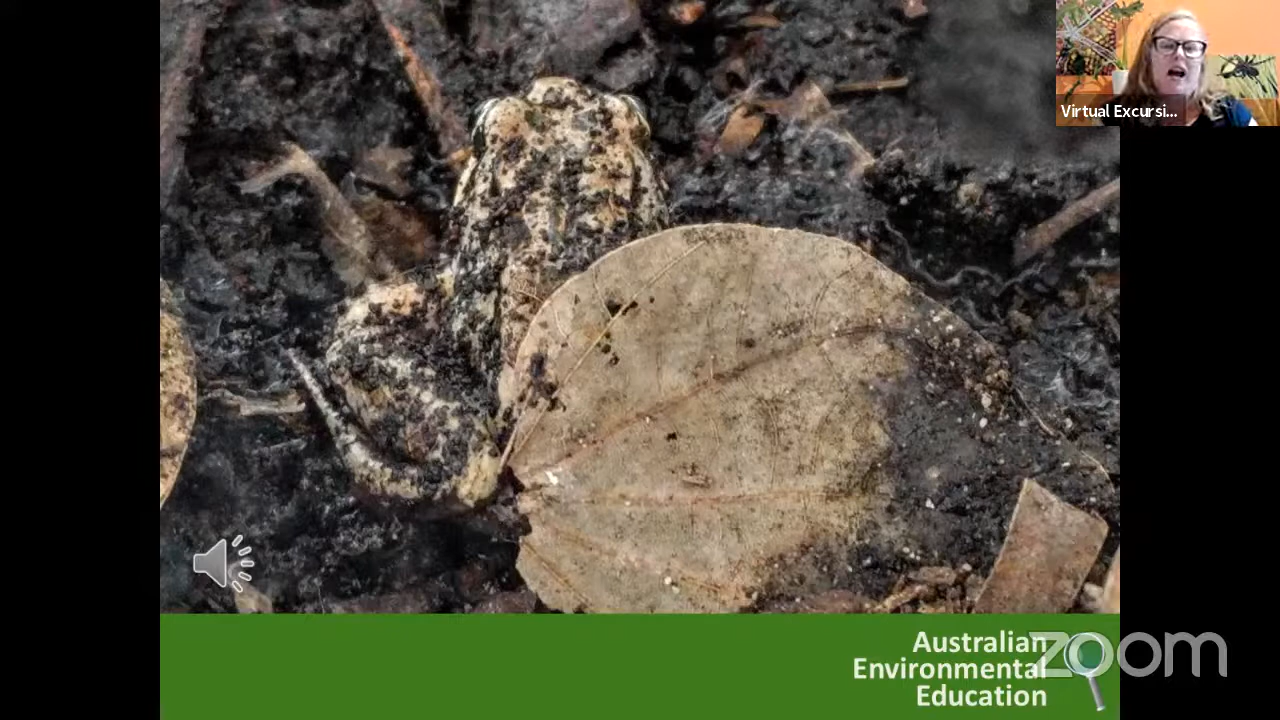 Virtual Excursi...
Australian
Environmental
Education
zoom